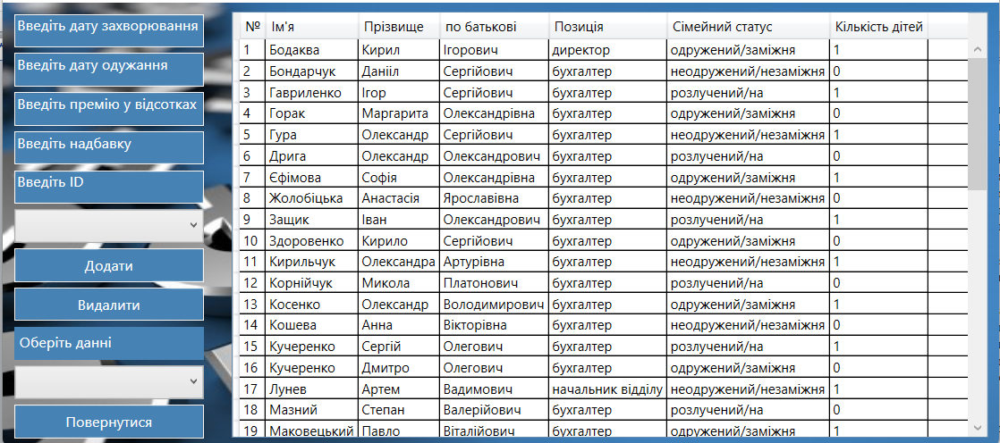 Введіть дату захворювання
Введіть дату одужання
Введіть премію у відсотках
Введіть надбавку
Введіть ID
Додати
Видалити
Оберіть данні
Повернутися
№ Ім'я Прізвище по батькові Позиція Сімейний статус Кількість дітей
1 Бодаква Кирил Ігорович директор одружений/заміжня 1
2 Бондарчук Данііл Сергійович бухгалтер неодружений/незаміжня 0
3 Гавриленко Ігор Сергійович бухгалтер розлучений/на 1
4 Горак Маргарита Олександрівна бухгалтер одружений/заміжня 0
5 Гура Олександр Сергійович бухгалтер неодружений/незаміжня 1
6 Дрига Олександр Олександрович бухгалтер розлучений/на 0
7 Єфімова Софія Олександрівна бухгалтер одружений/заміжня 1
8 Жолобіцька Анастасія Ярославівна бухгалтер неодружений/незаміжня 0
9 Защик Іван Олександрович бухгалтер розлучений/на 1
10 Здоровенко Кирило Сергійович бухгалтер одружений/заміжня 0
11 Кирильчук Олександра Артурівна бухгалтер неодружений/незаміжня 1
12 Корнійчук Микола Платонович бухгалтер розлучений/на 0
13 Косенко Олександр Володимирович бухгалтер одружений/заміжня 1
14 Кошева Анна Вікторівна бухгалтер неодружений/незаміжня 0
15 Кучеренко Сергій Олегович бухгалтер розлучений/на 1
16 Кучеренко Дмитро Олегович бухгалтер одружений/заміжня 0
17 Лунев Артем Вадимович начальник відділу неодружений/незаміжня 1
18 Мазний Степан Валерійович бухгалтер розлучений/на 0
19 Маковецький Павло Віталійович бухгалтер одружений/заміжня 1